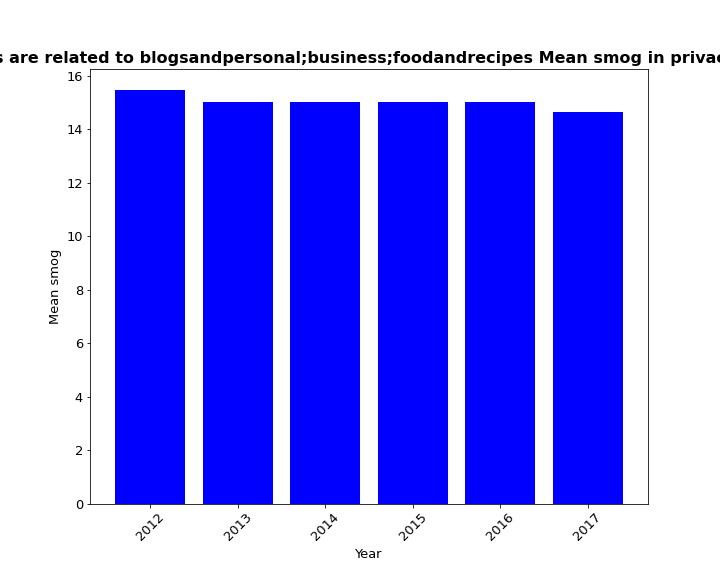 s are related to blogsandpersonal;business;foodandrecipes Mean smog in priva
16
14
12
10
8
6
4
2
0
Mean smog
2012 2013 2014 2015 2016 2017
Year